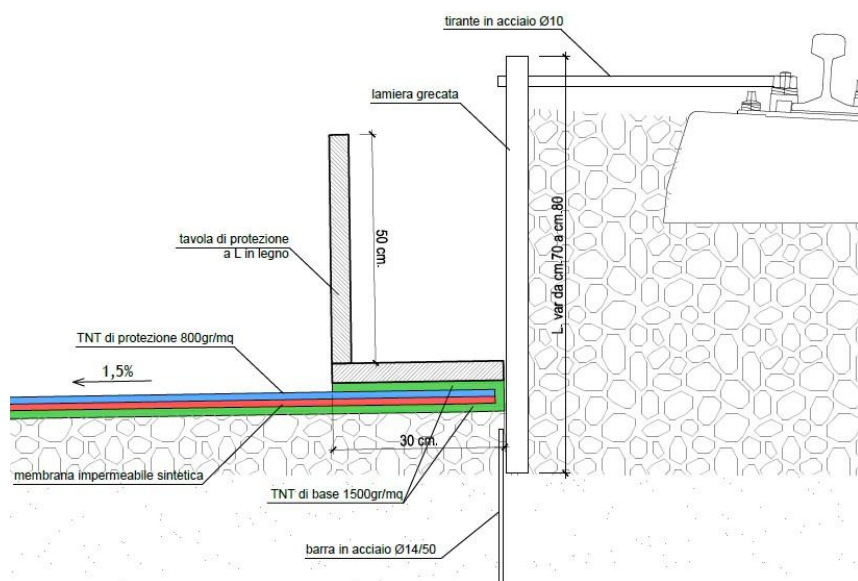 tirante in acciaio Ø10
lamiera grecata
L. var da cm.70 a cm.80
50 cm.
tavola di protezione
a L in legno
TNT di protezione 800gr/mq
1,5%
30 cm.
membrana impermeabile sintetica
TNT di base 1500gr/mq
barra in acciaio Ø14/50